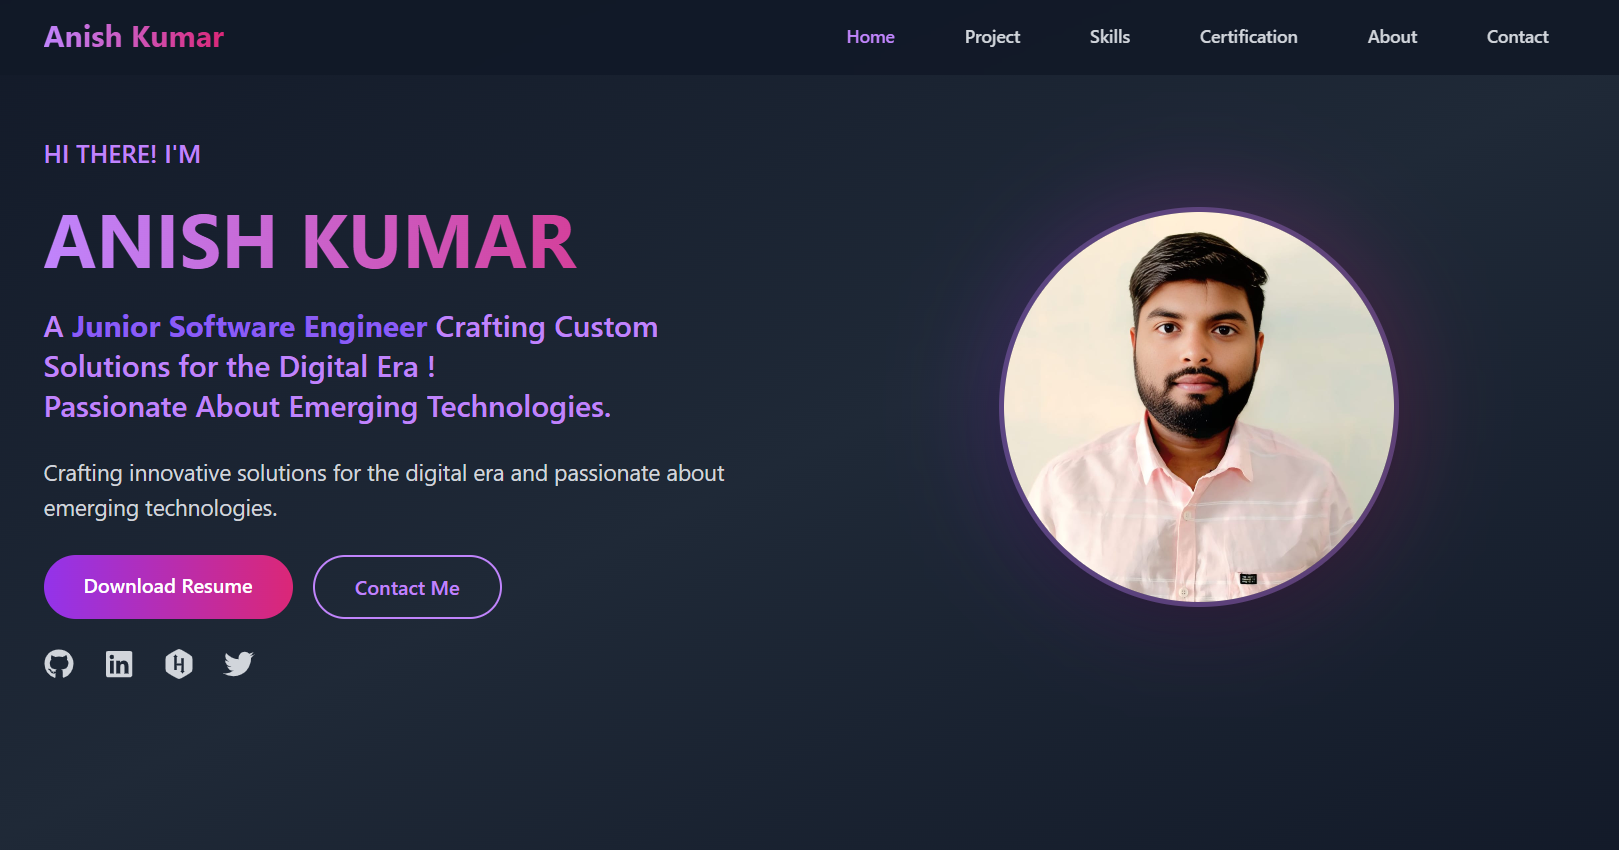 Anish Kumar
Home Project Skills Certification About Contact
HI THERE! I'M
ANISH KUMAR
A Junior Software Engineer Crafting Custom
Solutions for the Digital Era !
Passionate About Emerging Technologies.
Crafting innovative solutions for the digital era and passionate about
emerging technologies.
Download Resume
Contact Me